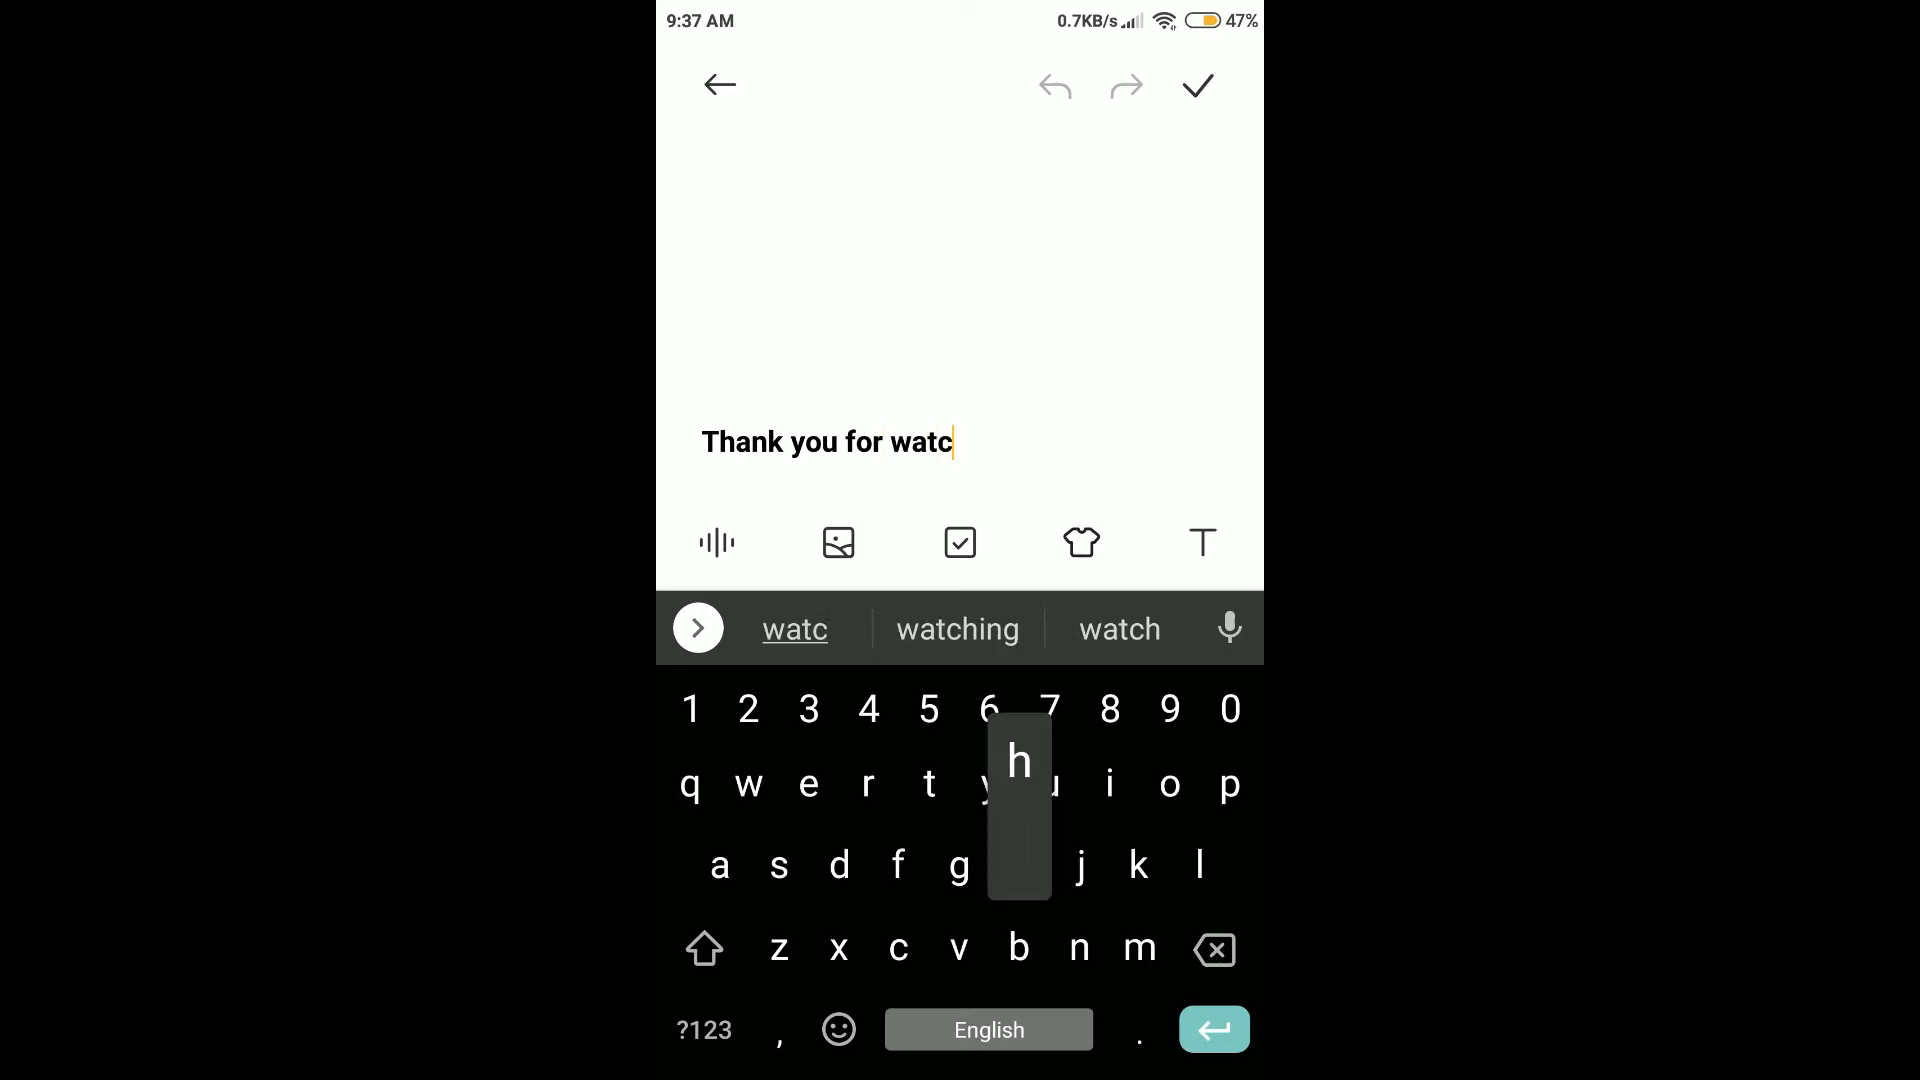 9:37 AM 0.7KB/s 47%
Thank you for watc
watc watching watch
1 2 3 4 5 6 7 8 9 0
h
q w e r t y u i o p
a s d f g j k l
z x c v b n m
?123 , English .